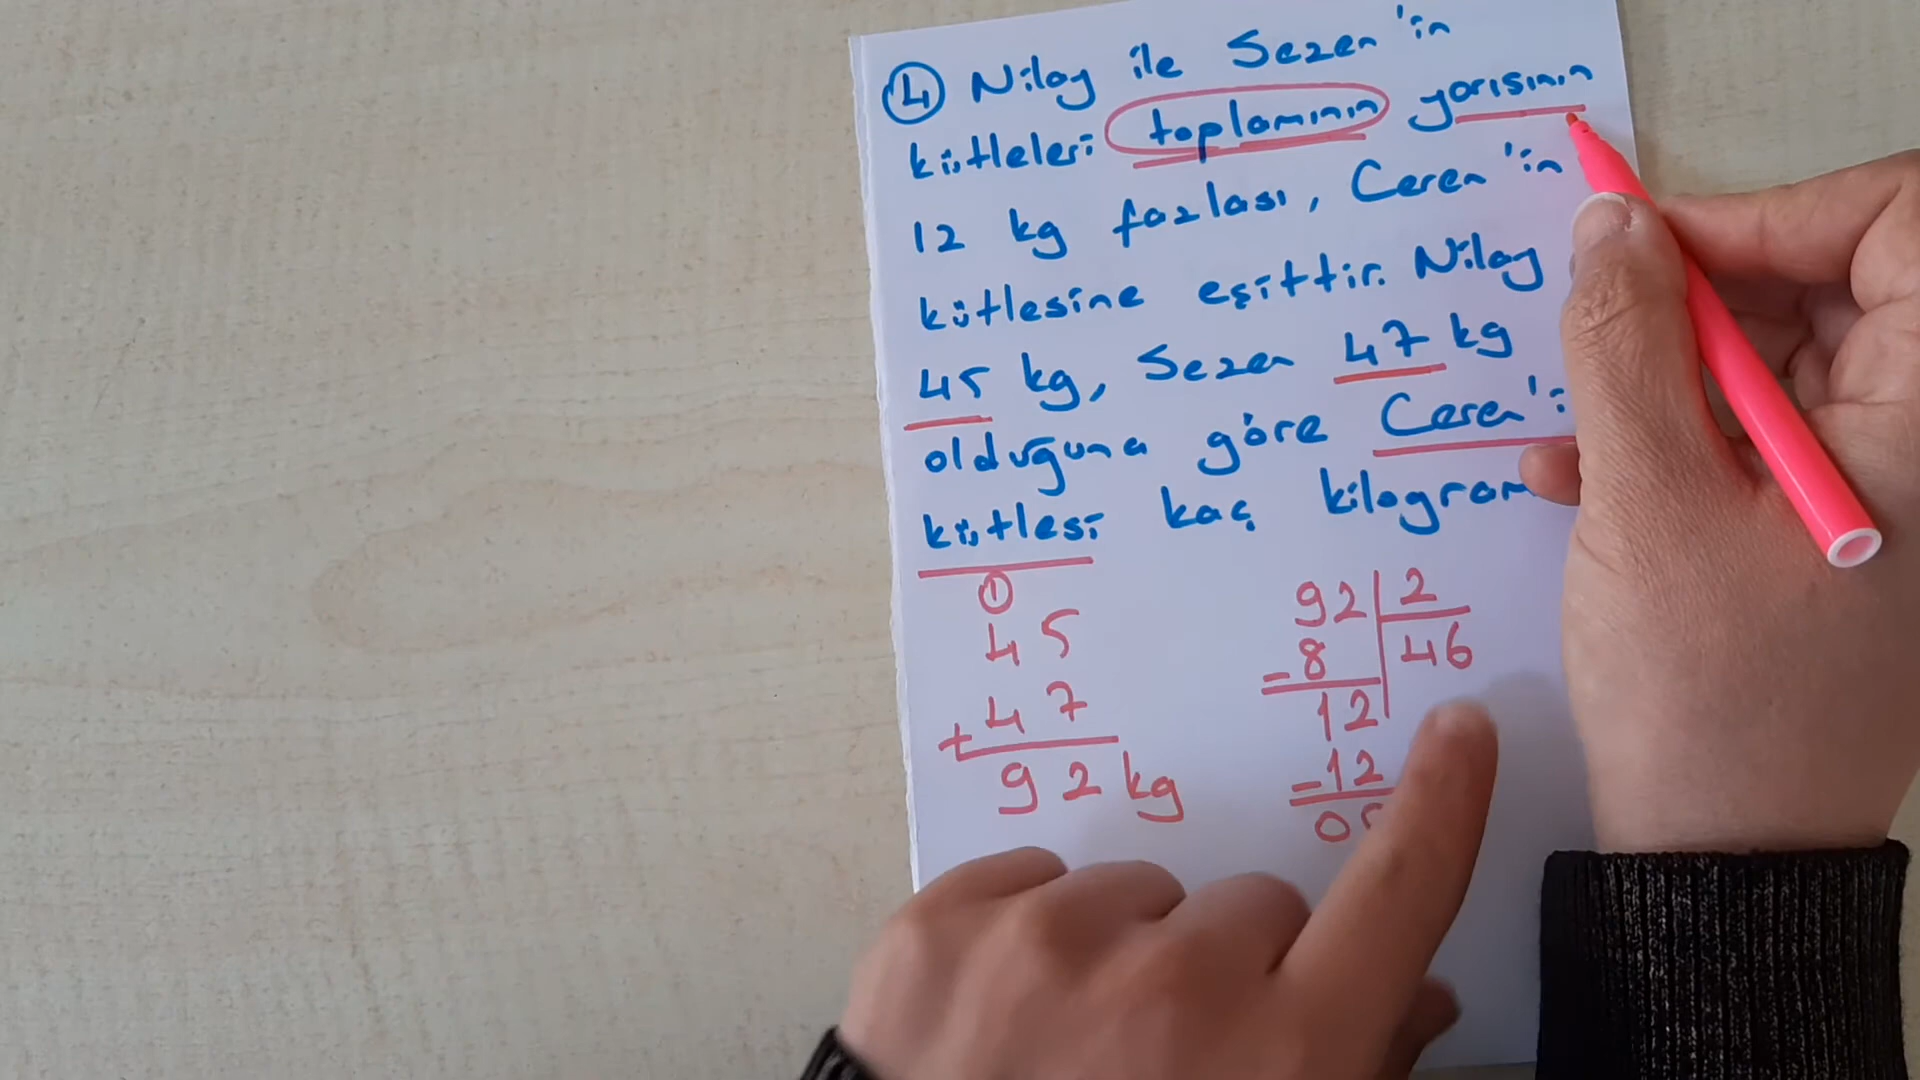 4 Nilay ile Sezen'in
kütleleri toplamının yarısının
12 kg fazlası, Ceren'in
kütlesine eşittir. Nilay
45 kg, Sezen 47 kg
olduğuna göre Ceren'i
kütlesi kaç kilogram
1
45
+ 47
92 kg
92 | 2
- 8 46
12
- 12
0